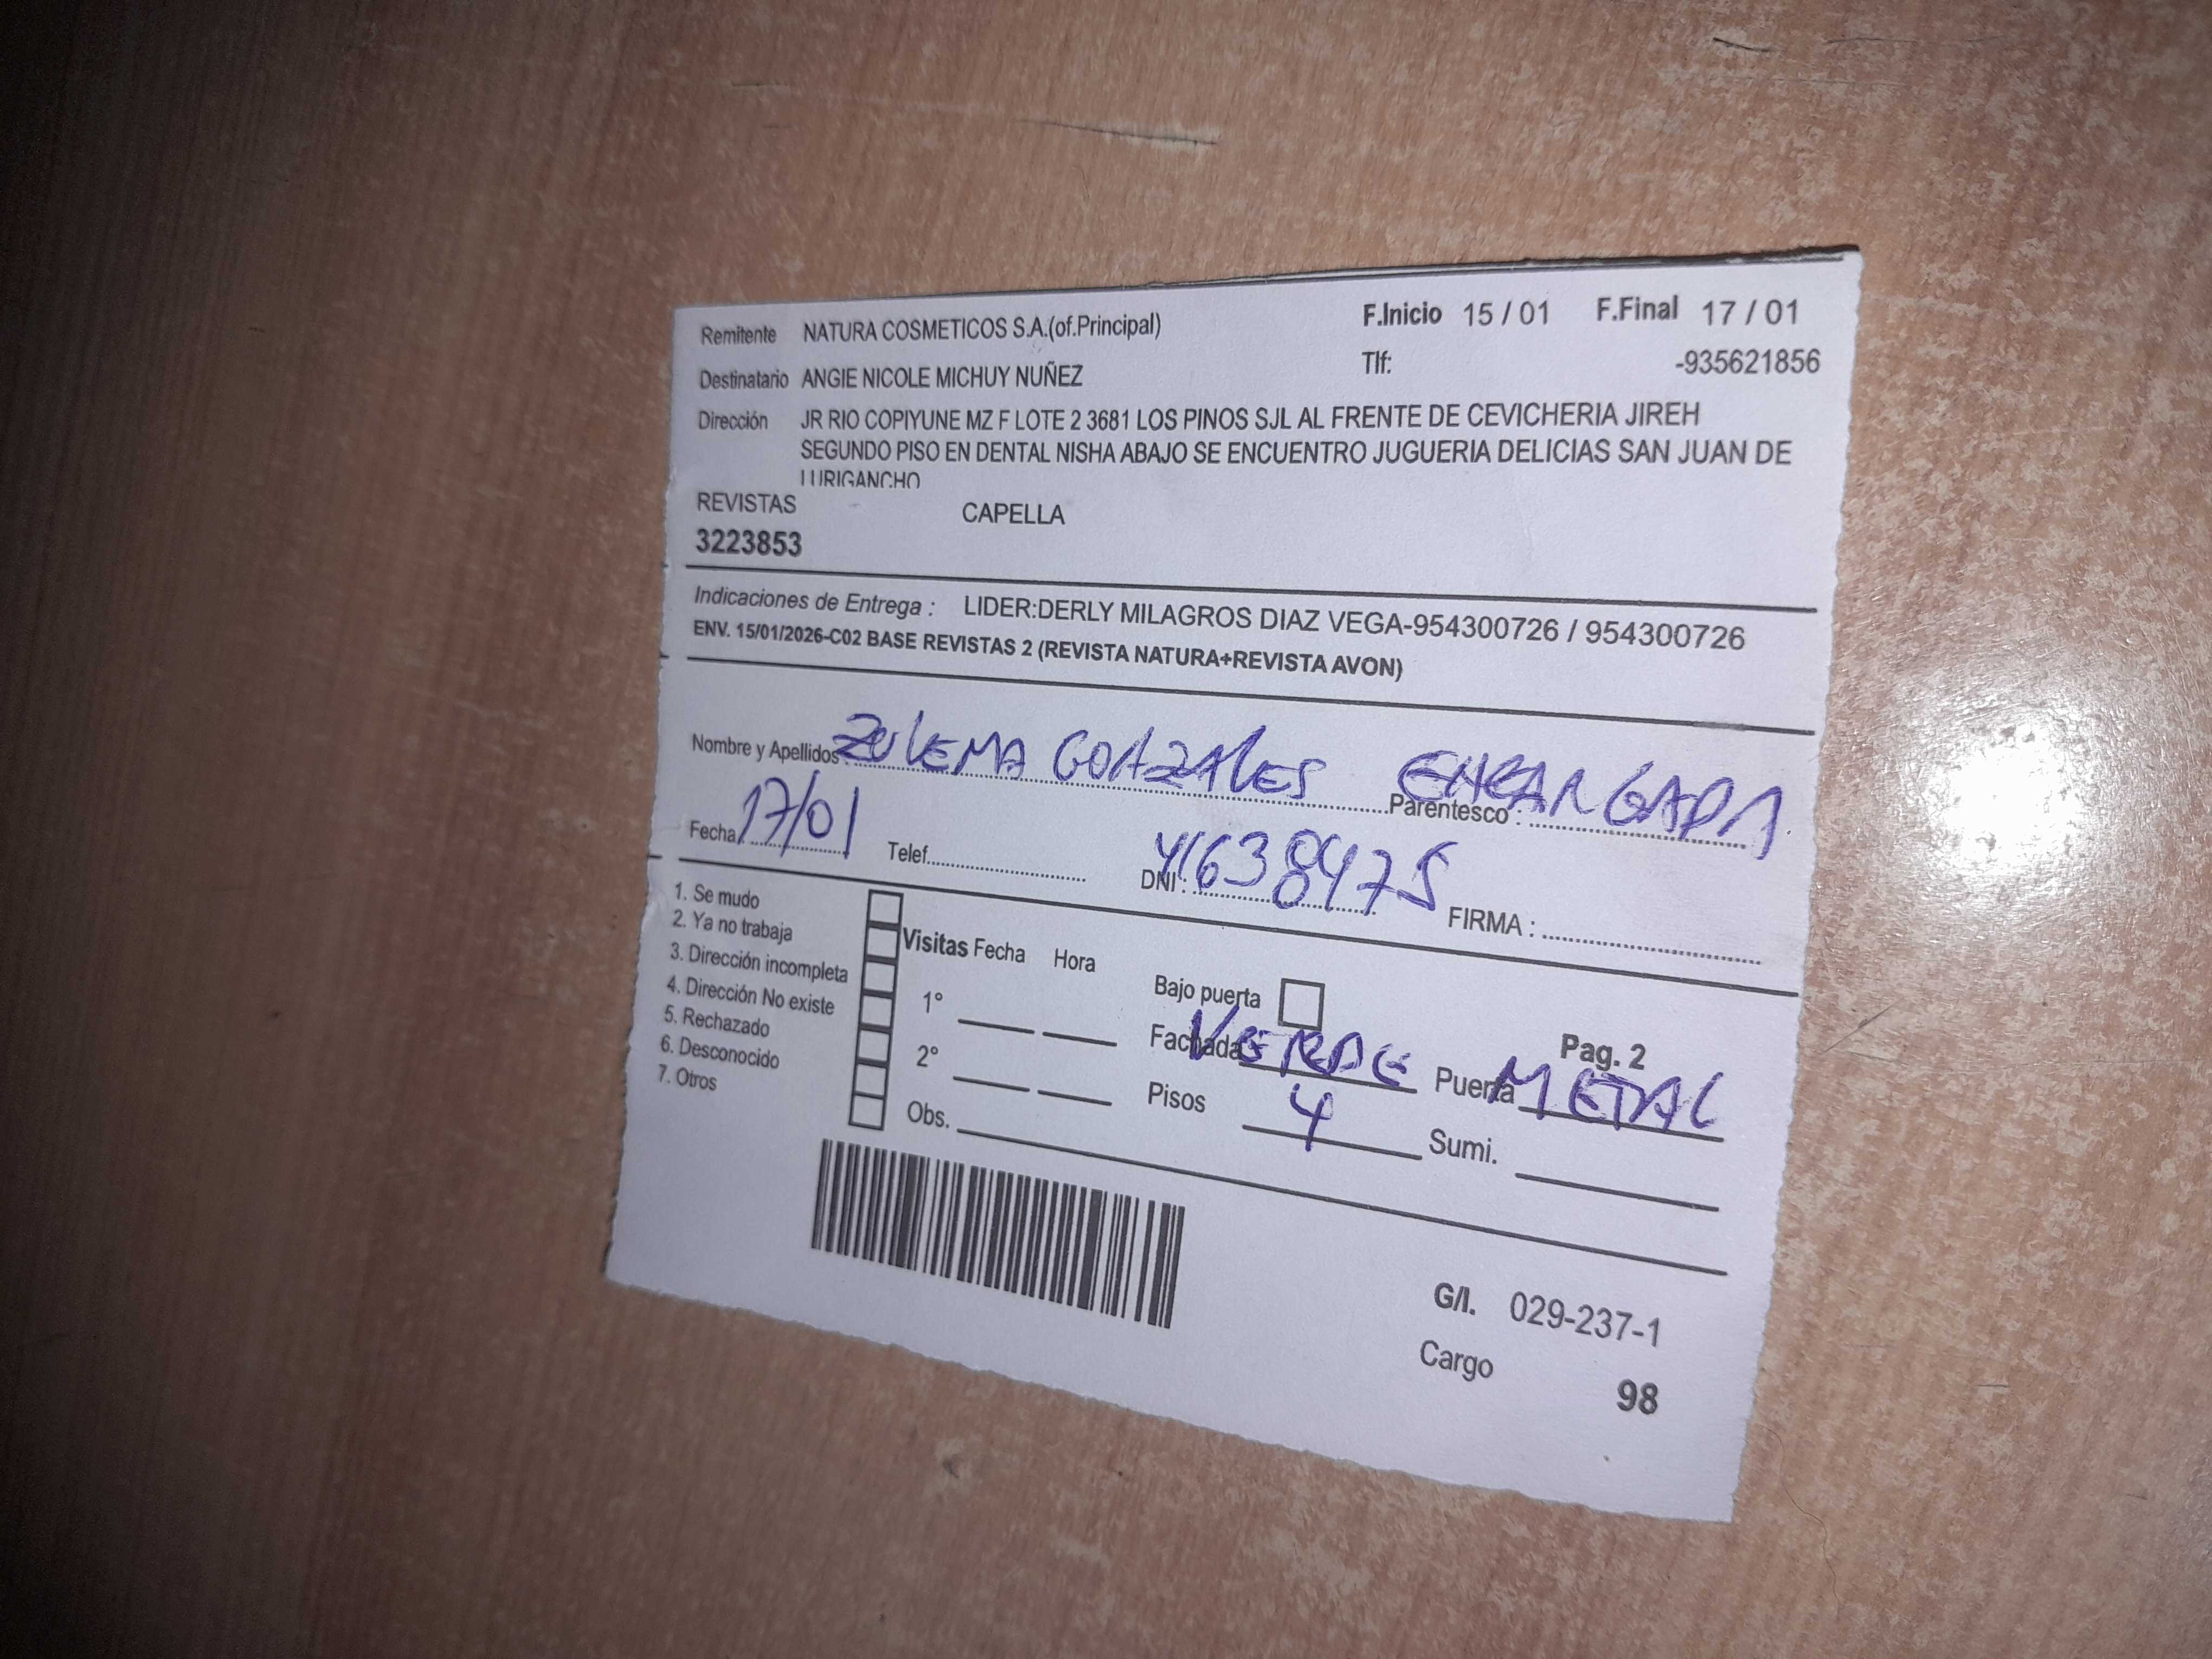 Remitente NATURA COSMETICOS S.A.(of.Principal) F.Inicio 15 / 01 F.Final 17 / 01
Destinatario ANGIE NICOLE MICHUY NUÑEZ Tlf: -935621856
Dirección JR RIO COPIYUNE MZ F LOTE 2 3681 LOS PINOS SJL AL FRENTE DE CEVICHERIA JIREH
SEGUNDO PISO EN DENTAL NISHA ABAJO SE ENCUENTRO JUGUERIA DELICIAS SAN JUAN DE
LURIGANCHO
REVISTAS CAPELLA
3223853
Indicaciones de Entrega : LIDER:DERLY MILAGROS DIAZ VEGA-954300726 / 954300726
ENV. 15/01/2026-C02 BASE REVISTAS 2 (REVISTA NATURA+REVISTA AVON)
Nombre y Apellidos: ZULEMA GONZALES Parentesco : ENCARGADA
Fecha: 17/01 Telef. DNI : 41638475 FIRMA :
1. Se mudo
2. Ya no trabaja
3. Dirección incompleta
4. Dirección No existe
5. Rechazado
6. Desconocido
7. Otros
Visitas Fecha Hora
1°
2°
Obs.
Bajo puerta
Pag. 2
Fachada VERDE Puerta METAL
Pisos 4 Sumi.
G/I. 029-237-1
Cargo 98